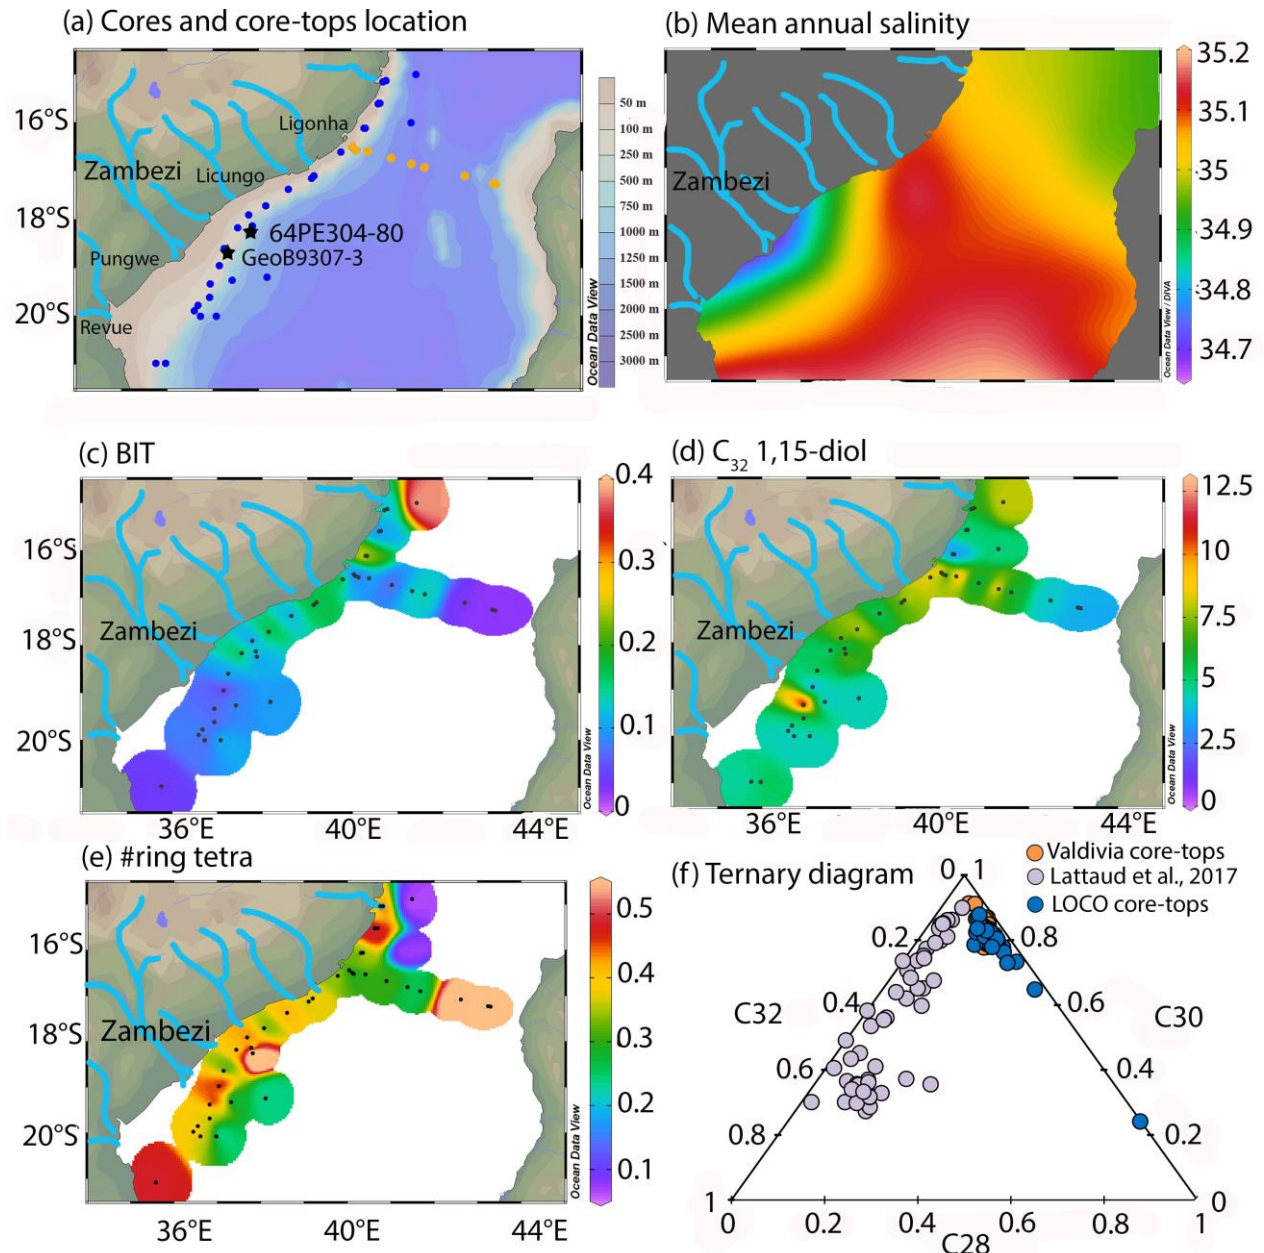 (a) Cores and core-tops location
(b) Mean annual salinity
16°S
18°S
20°S
Ligonha
Zambezi
Licungo
64PE304-80
GeoB9307-3
Pungwe
Revue
50 m
100 m
250 m
500 m
750 m
1000 m
1250 m
1500 m
2000 m
2500 m
3000 m
Ocean Data View
Zambezi
35.2
35.1
35
34.9
34.8
34.7
Ocean Data View / DIVA
(c) BIT
(d) C32 1,15-diol
16°S
18°S
20°S
Zambezi
0.4
0.3
0.2
0.1
0
Ocean Data View
36°E
40°E
44°E
16°S
18°S
20°S
Zambezi
12.5
10
7.5
5
2.5
0
Ocean Data View
36°E
40°E
44°E
(e) #ring tetra
16°S
18°S
20°S
Zambezi
0.5
0.4
0.3
0.2
0.1
Ocean Data View
36°E
40°E
44°E
(f) Ternary diagram
Valdivia core-tops
Lattaud et al., 2017
LOCO core-tops
0
1
0.2
0.8
0.4
0.6
C32
C30
0.6
0.4
0.8
0.2
1
0
0
0.2
0.4
0.6
0.8
1
C28